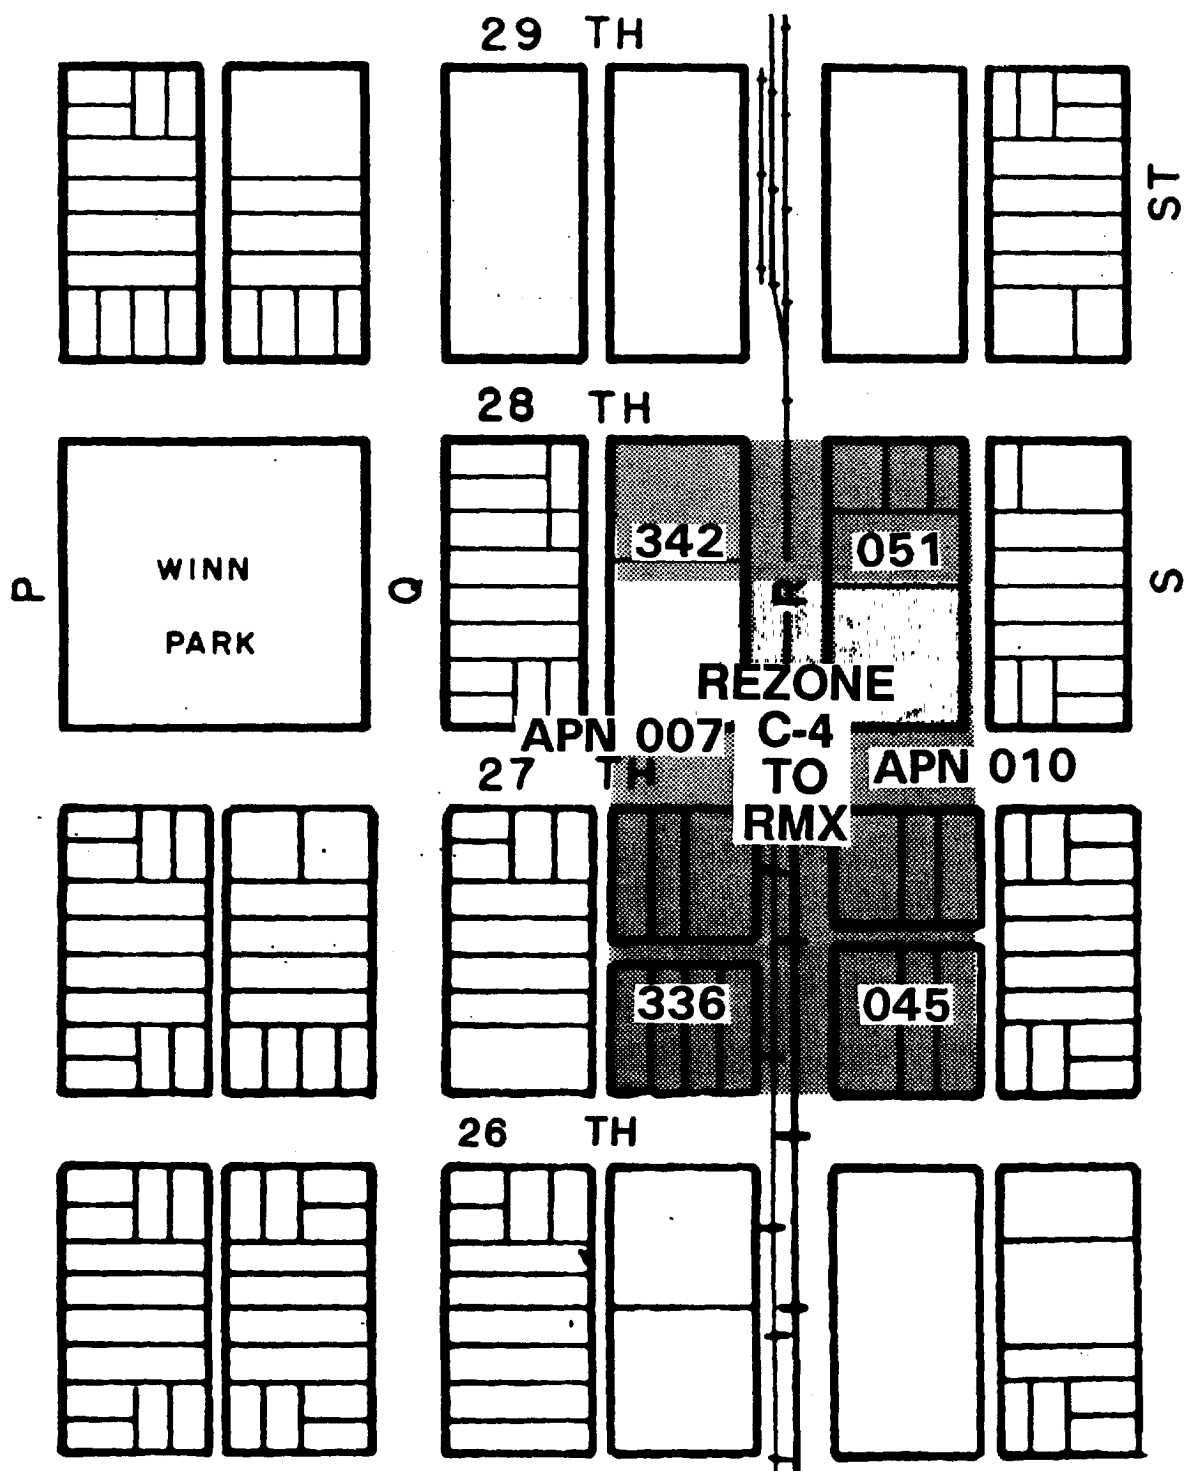 29 TH
ST
28 TH
342
051
WINN
PARK
P
Q
R
S
REZONE
C-4
TO
RMX
APN 007
APN 010
27 TH
336
045
26 TH